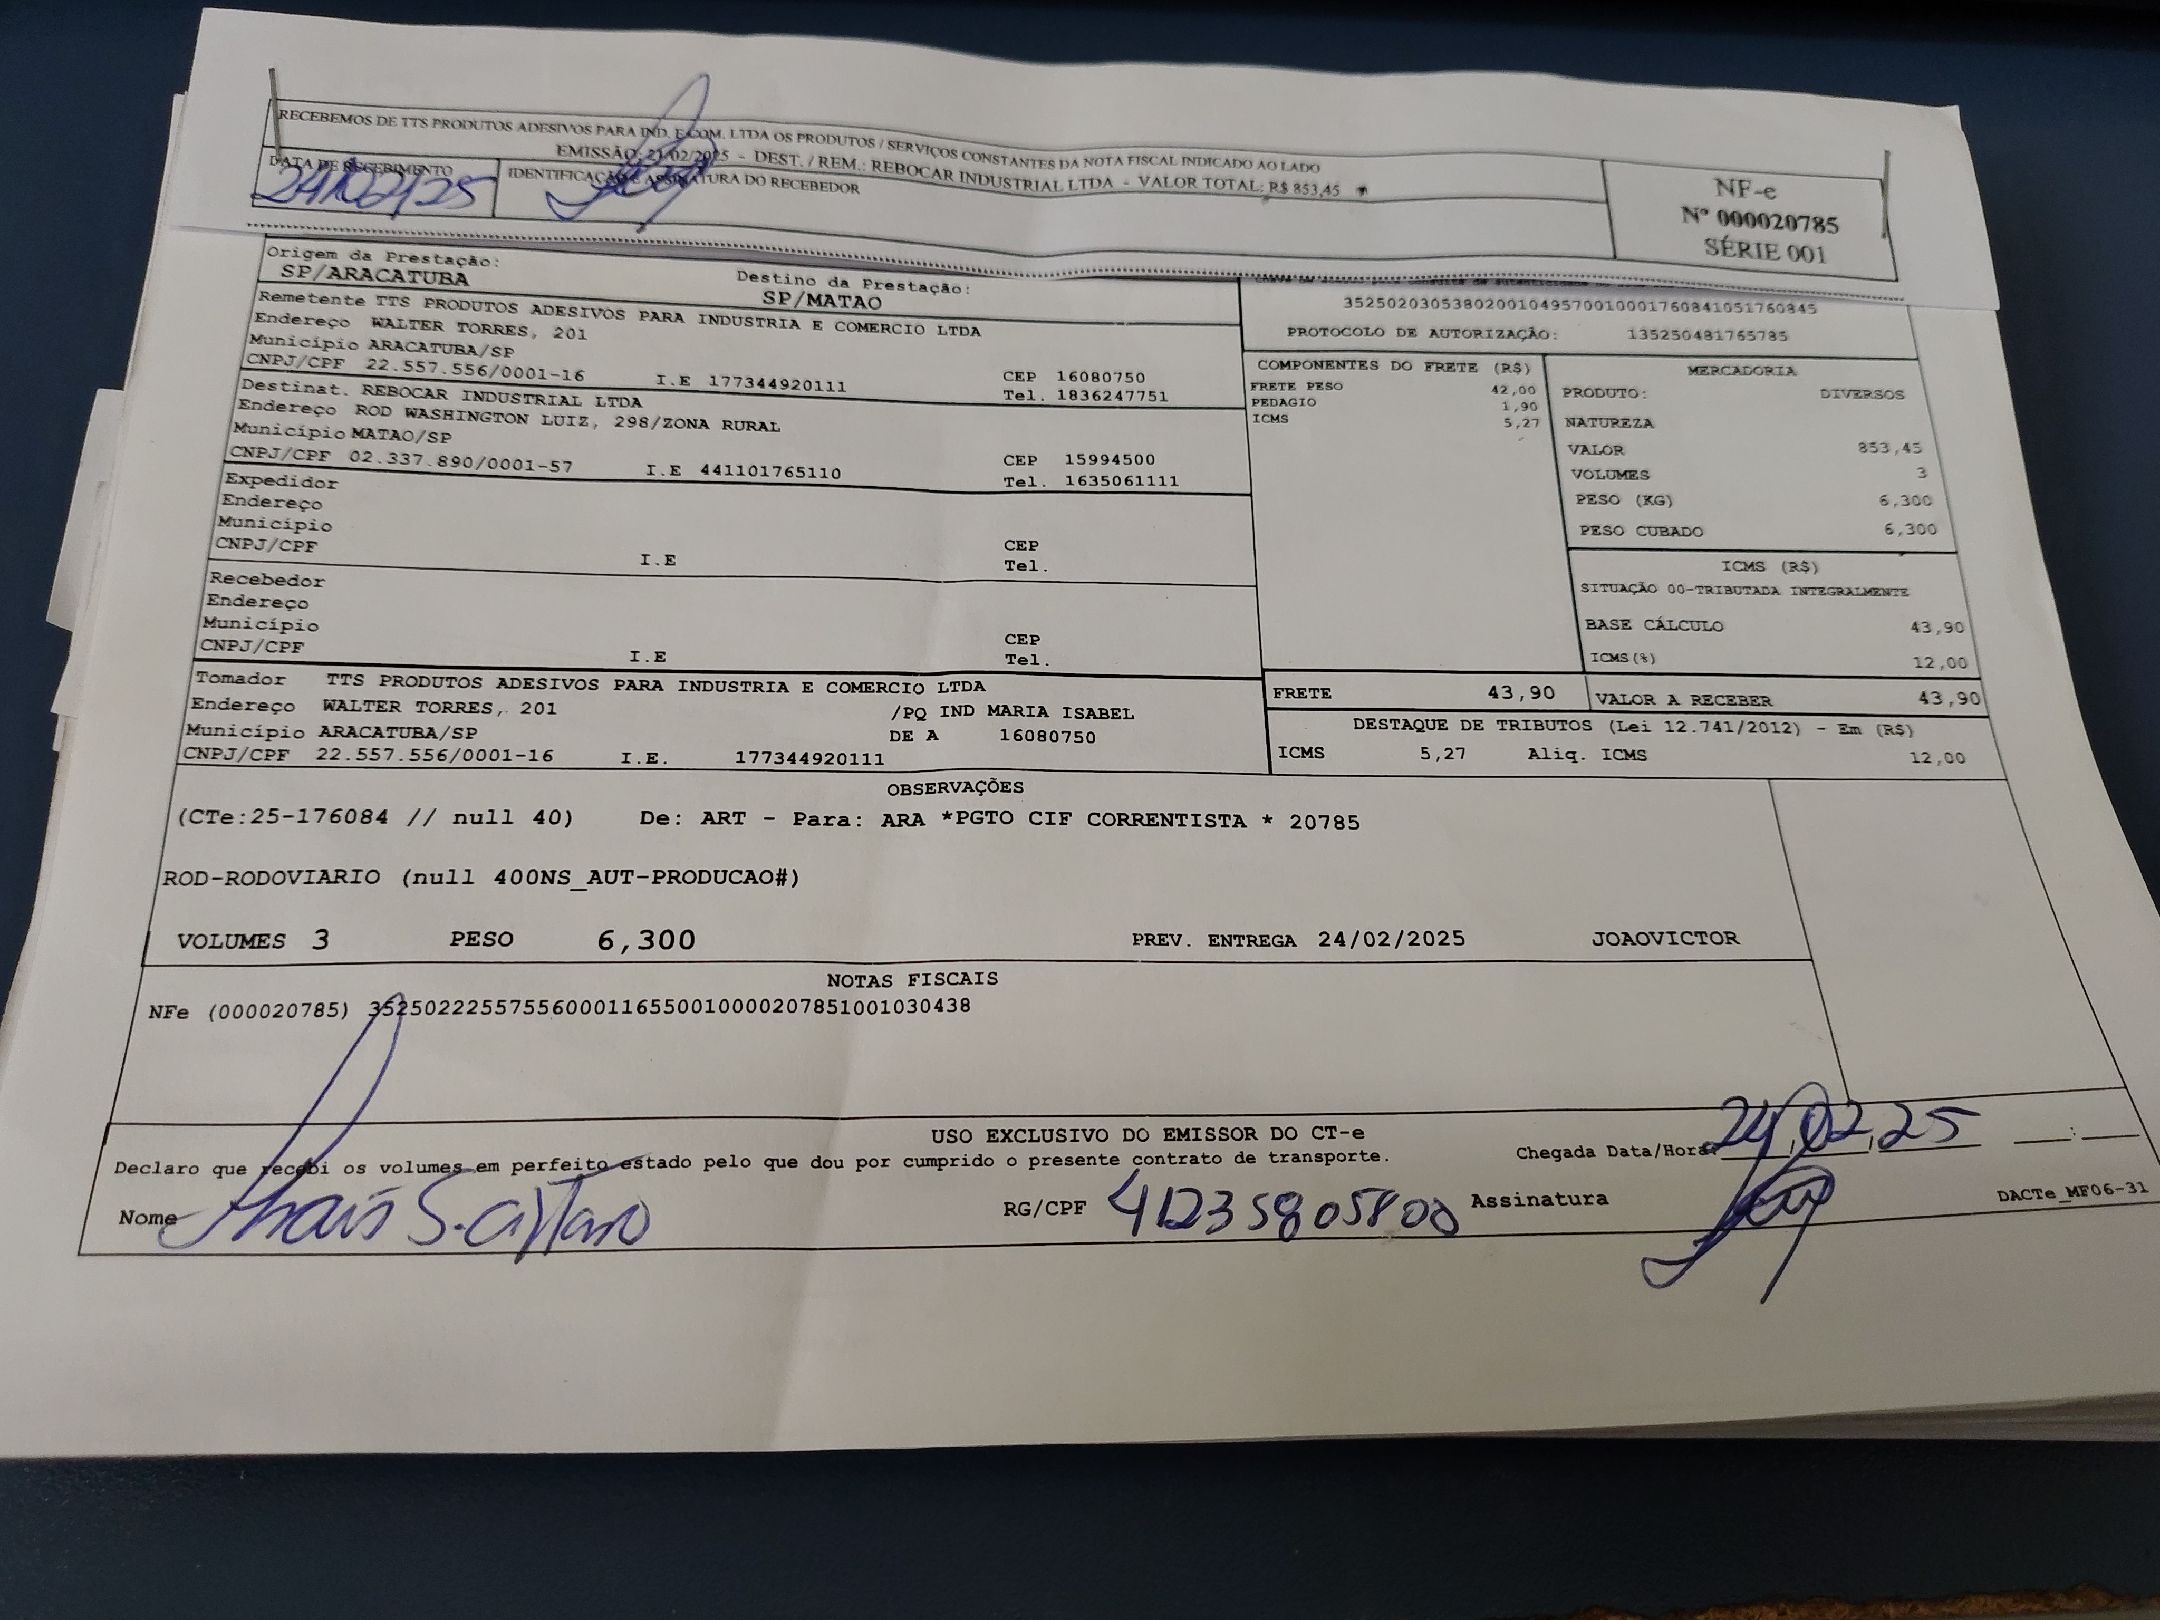 RECEBEMOS DE TTS PRODUTOS ADESIVOS PARA IND. E COM. LTDA OS PRODUTOS / SERVIÇOS CONSTANTES DA NOTA FISCAL INDICADO AO LADO
EMISSÃO: 21/02/2025 - DEST. / REM.: REBOCAR INDUSTRIAL LTDA - VALOR TOTAL: R$ 853,45
DATA DE RECEBIMENTO IDENTIFICAÇÃO E ASSINATURA DO RECEBEDOR
24/02/25
NF-e
Nº 000020785
SÉRIE 001
Origem da Prestação: Destino da Prestação:
SP/ARACATUBA SP/MATAO
Remetente TTS PRODUTOS ADESIVOS PARA INDUSTRIA E COMERCIO LTDA
Endereço WALTER TORRES, 201
Município ARACATUBA/SP CEP 16080750
CNPJ/CPF 22.557.556/0001-16 I.E 177344920111 Tel. 1836247751
Destinat. REBOCAR INDUSTRIAL LTDA
Endereço ROD WASHINGTON LUIZ, 298/ZONA RURAL
Município MATAO/SP CEP 15994500
CNPJ/CPF 02.337.890/0001-57 I.E 441101765110 Tel. 1635061111
Expedidor
Endereço
Município CEP
CNPJ/CPF I.E Tel.
Recebedor
Endereço
Município CEP
CNPJ/CPF I.E Tel.
Tomador TTS PRODUTOS ADESIVOS PARA INDUSTRIA E COMERCIO LTDA
Endereço WALTER TORRES, 201 /PQ IND MARIA ISABEL
Município ARACATUBA/SP DE A 16080750
CNPJ/CPF 22.557.556/0001-16 I.E. 177344920111
35250203053802001049570010001760841051760845
PROTOCOLO DE AUTORIZAÇÃO: 135250481765785
COMPONENTES DO FRETE (R$)
FRETE PESO 42,00
PEDAGIO 1,90
ICMS 5,27
MERCADORIA
PRODUTO: DIVERSOS
NATUREZA
VALOR 853,45
VOLUMES 3
PESO (KG) 6,300
PESO CUBADO 6,300
ICMS (R$)
SITUAÇÃO 00-TRIBUTADA INTEGRALMENTE
BASE CÁLCULO 43,90
ICMS(%) 12,00
FRETE 43,90 VALOR A RECEBER 43,90
DESTAQUE DE TRIBUTOS (Lei 12.741/2012) - Em (R$)
ICMS 5,27 Aliq. ICMS 12,00
OBSERVAÇÕES
(CTe:25-176084 // null 40) De: ART - Para: ARA *PGTO CIF CORRENTISTA * 20785
ROD-RODOVIARIO (null 400NS_AUT-PRODUCAO#)
VOLUMES 3 PESO 6,300 PREV. ENTREGA 24/02/2025 JOAOVICTOR
NOTAS FISCAIS
NFe (000020785) 35250222557556000116550010000207851001030438
USO EXCLUSIVO DO EMISSOR DO CT-e
Declaro que recebi os volumes em perfeito estado pelo que dou por cumprido o presente contrato de transporte. Chegada Data/Hora: 24/02/25 __:__
Nome Thais S. RG/CPF Assinatura DACTe_MF06-31